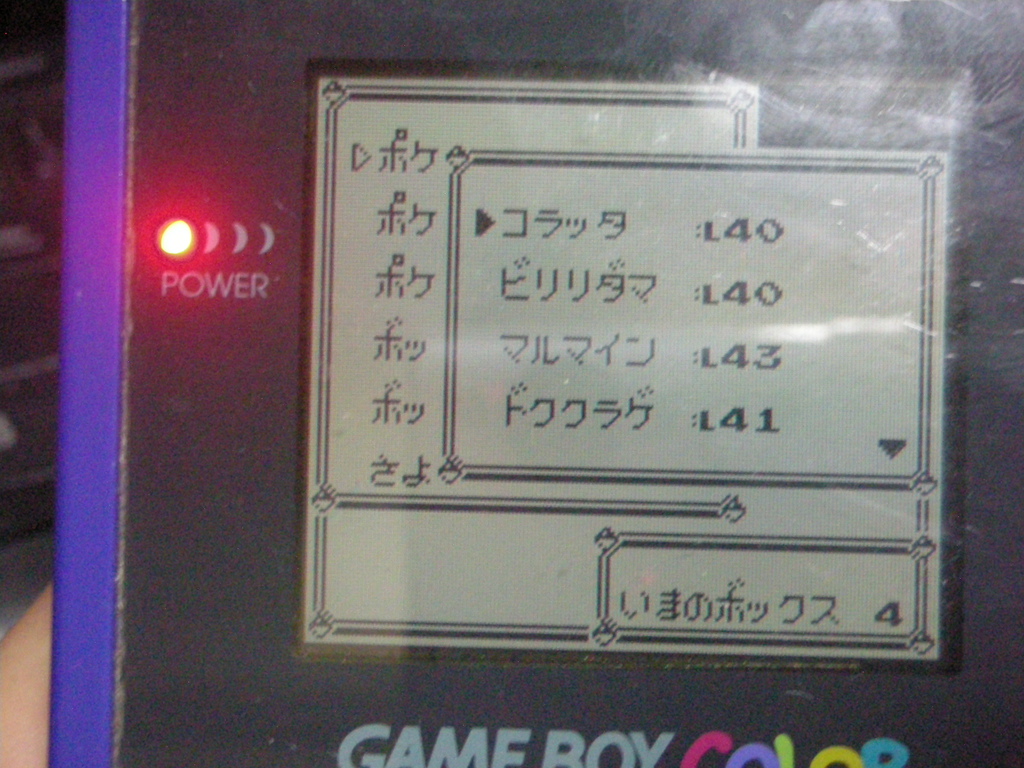 ▷ポケ
ポケ ▶コラッタ :L40
ポケ ビリリダマ :L40
ボッ マルマイン :L43
ボッ ドククラゲ :L41
さよ
▼
いまのボックス 4
POWER
GAME BOY COLOR